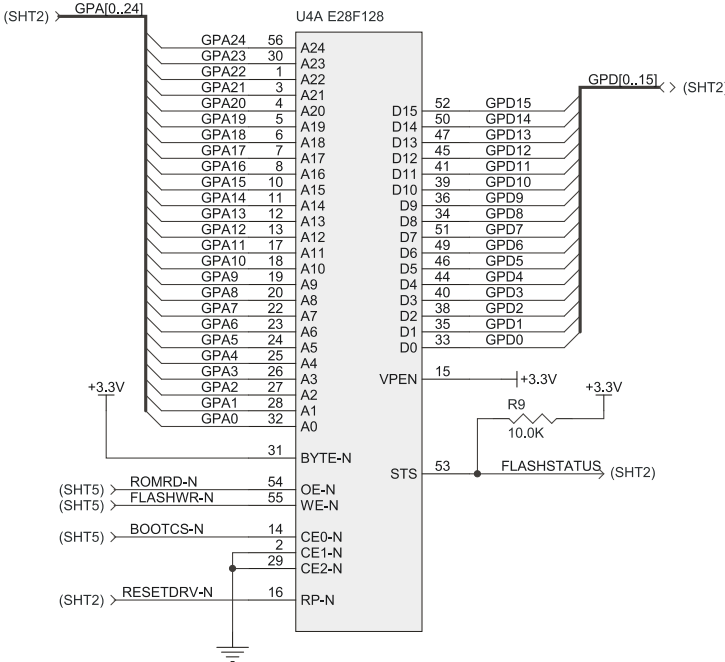 (SHT2) GPA[0..24] U4A E28F128
GPA24 56 A24
GPA23 30 A23
GPA22 1 A22
GPA21 3 A21
GPA20 4 A20
GPA19 5 A19
GPA18 6 A18
GPA17 7 A17
GPA16 8 A16
GPA15 10 A15
GPA14 11 A14
GPA13 12 A13
GPA12 13 A12
GPA11 17 A11
GPA10 18 A10
GPA9 19 A9
GPA8 20 A8
GPA7 22 A7
GPA6 23 A6
GPA5 24 A5
GPA4 25 A4
GPA3 26 A3
GPA2 27 A2
GPA1 28 A1
GPA0 32 A0
+3.3V
31 BYTE-N
(SHT5) ROMRD-N 54 OE-N
(SHT5) FLASHWR-N 55 WE-N
(SHT5) BOOTCS-N 14 CE0-N
2 CE1-N
29 CE2-N
(SHT2) RESETDRV-N 16 RP-N
GPD[0..15] (SHT2)
D15 52 GPD15
D14 50 GPD14
D13 47 GPD13
D12 45 GPD12
D11 41 GPD11
D10 39 GPD10
D9 36 GPD9
D8 34 GPD8
D7 51 GPD7
D6 49 GPD6
D5 46 GPD5
D4 44 GPD4
D3 40 GPD3
D2 38 GPD2
D1 35 GPD1
D0 33 GPD0
VPEN 15 +3.3V
+3.3V
R9
10.0K
STS 53 FLASHSTATUS (SHT2)